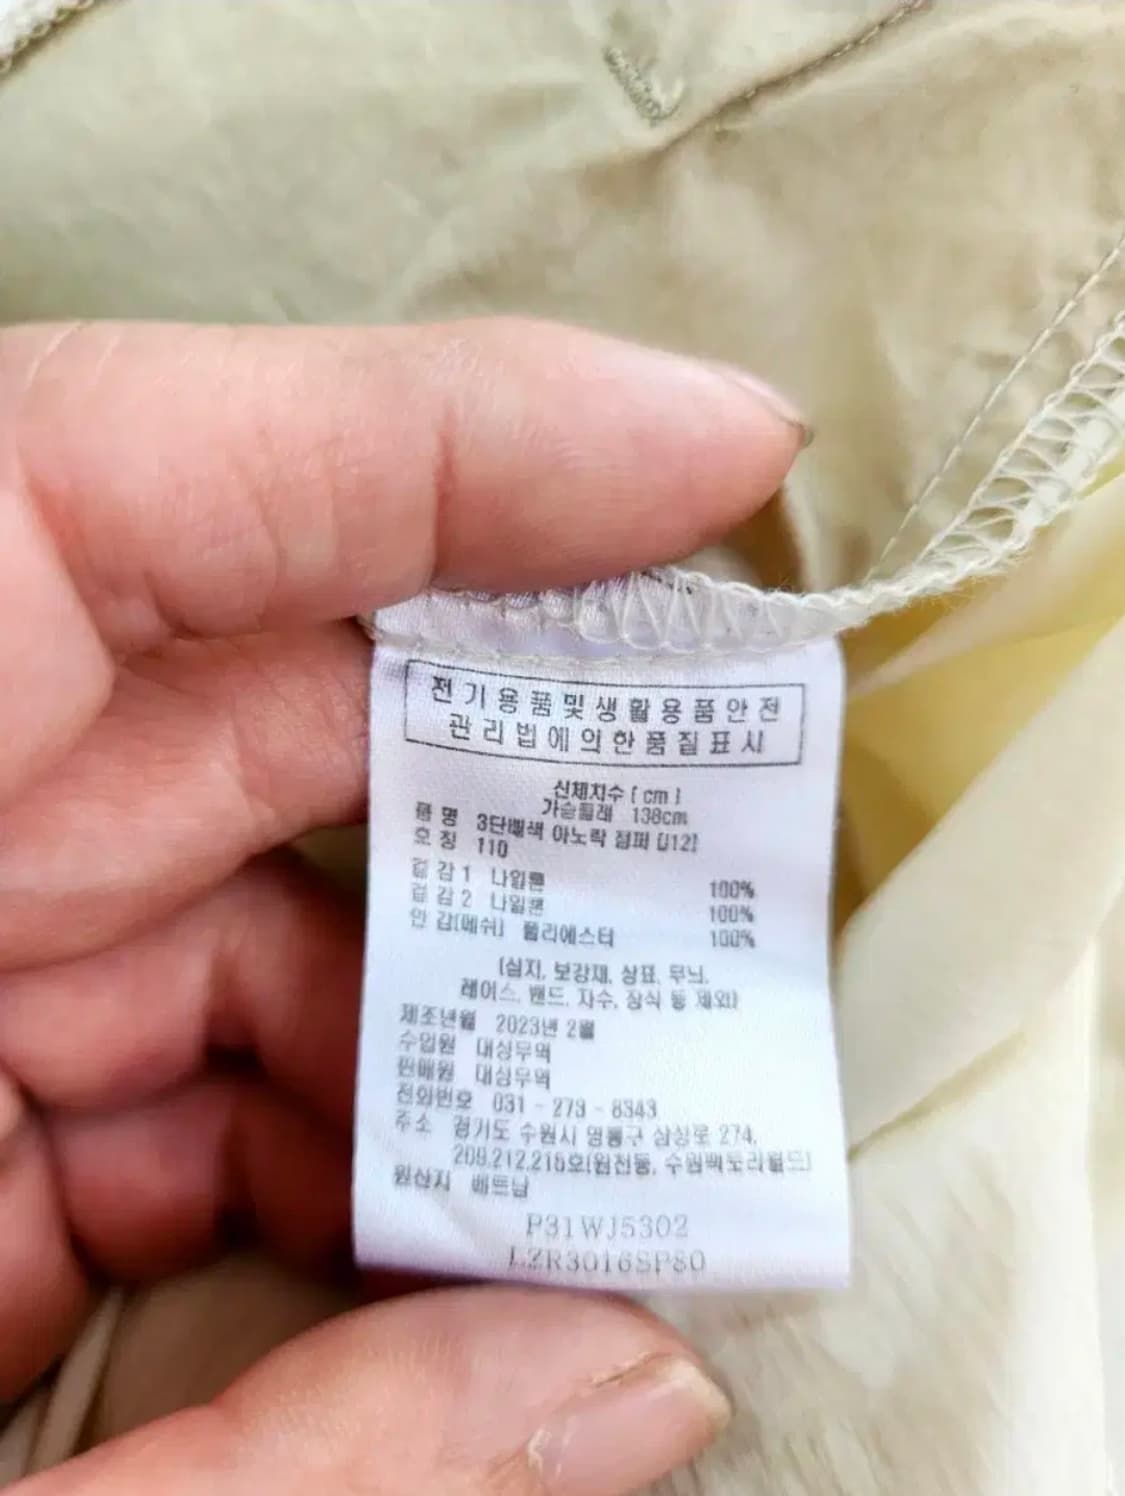 전기용품및생활용품안전
관리법에의한품질표시
신체치수 [ cm ]
가슴둘레 138cm
품 명 3단배색 아노락 점퍼 [J12]
호 칭 110
겉 감 1 나일론 100%
겉 감 2 나일론 100%
안 감[메쉬] 폴리에스터 100%
[심지, 보강재, 상표, 무늬,
레이스, 밴드, 자수, 장식 등 제외]
제조년월 2023년 2월
수입원 대상무역
판매원 대상무역
전화번호 031 - 273 - 8343
주소 경기도 수원시 영통구 삼성로 274,
208,212,215호[원천동, 수원빅토리월드]
원산지 베트남
P31WJ5302
LZR3016SP80